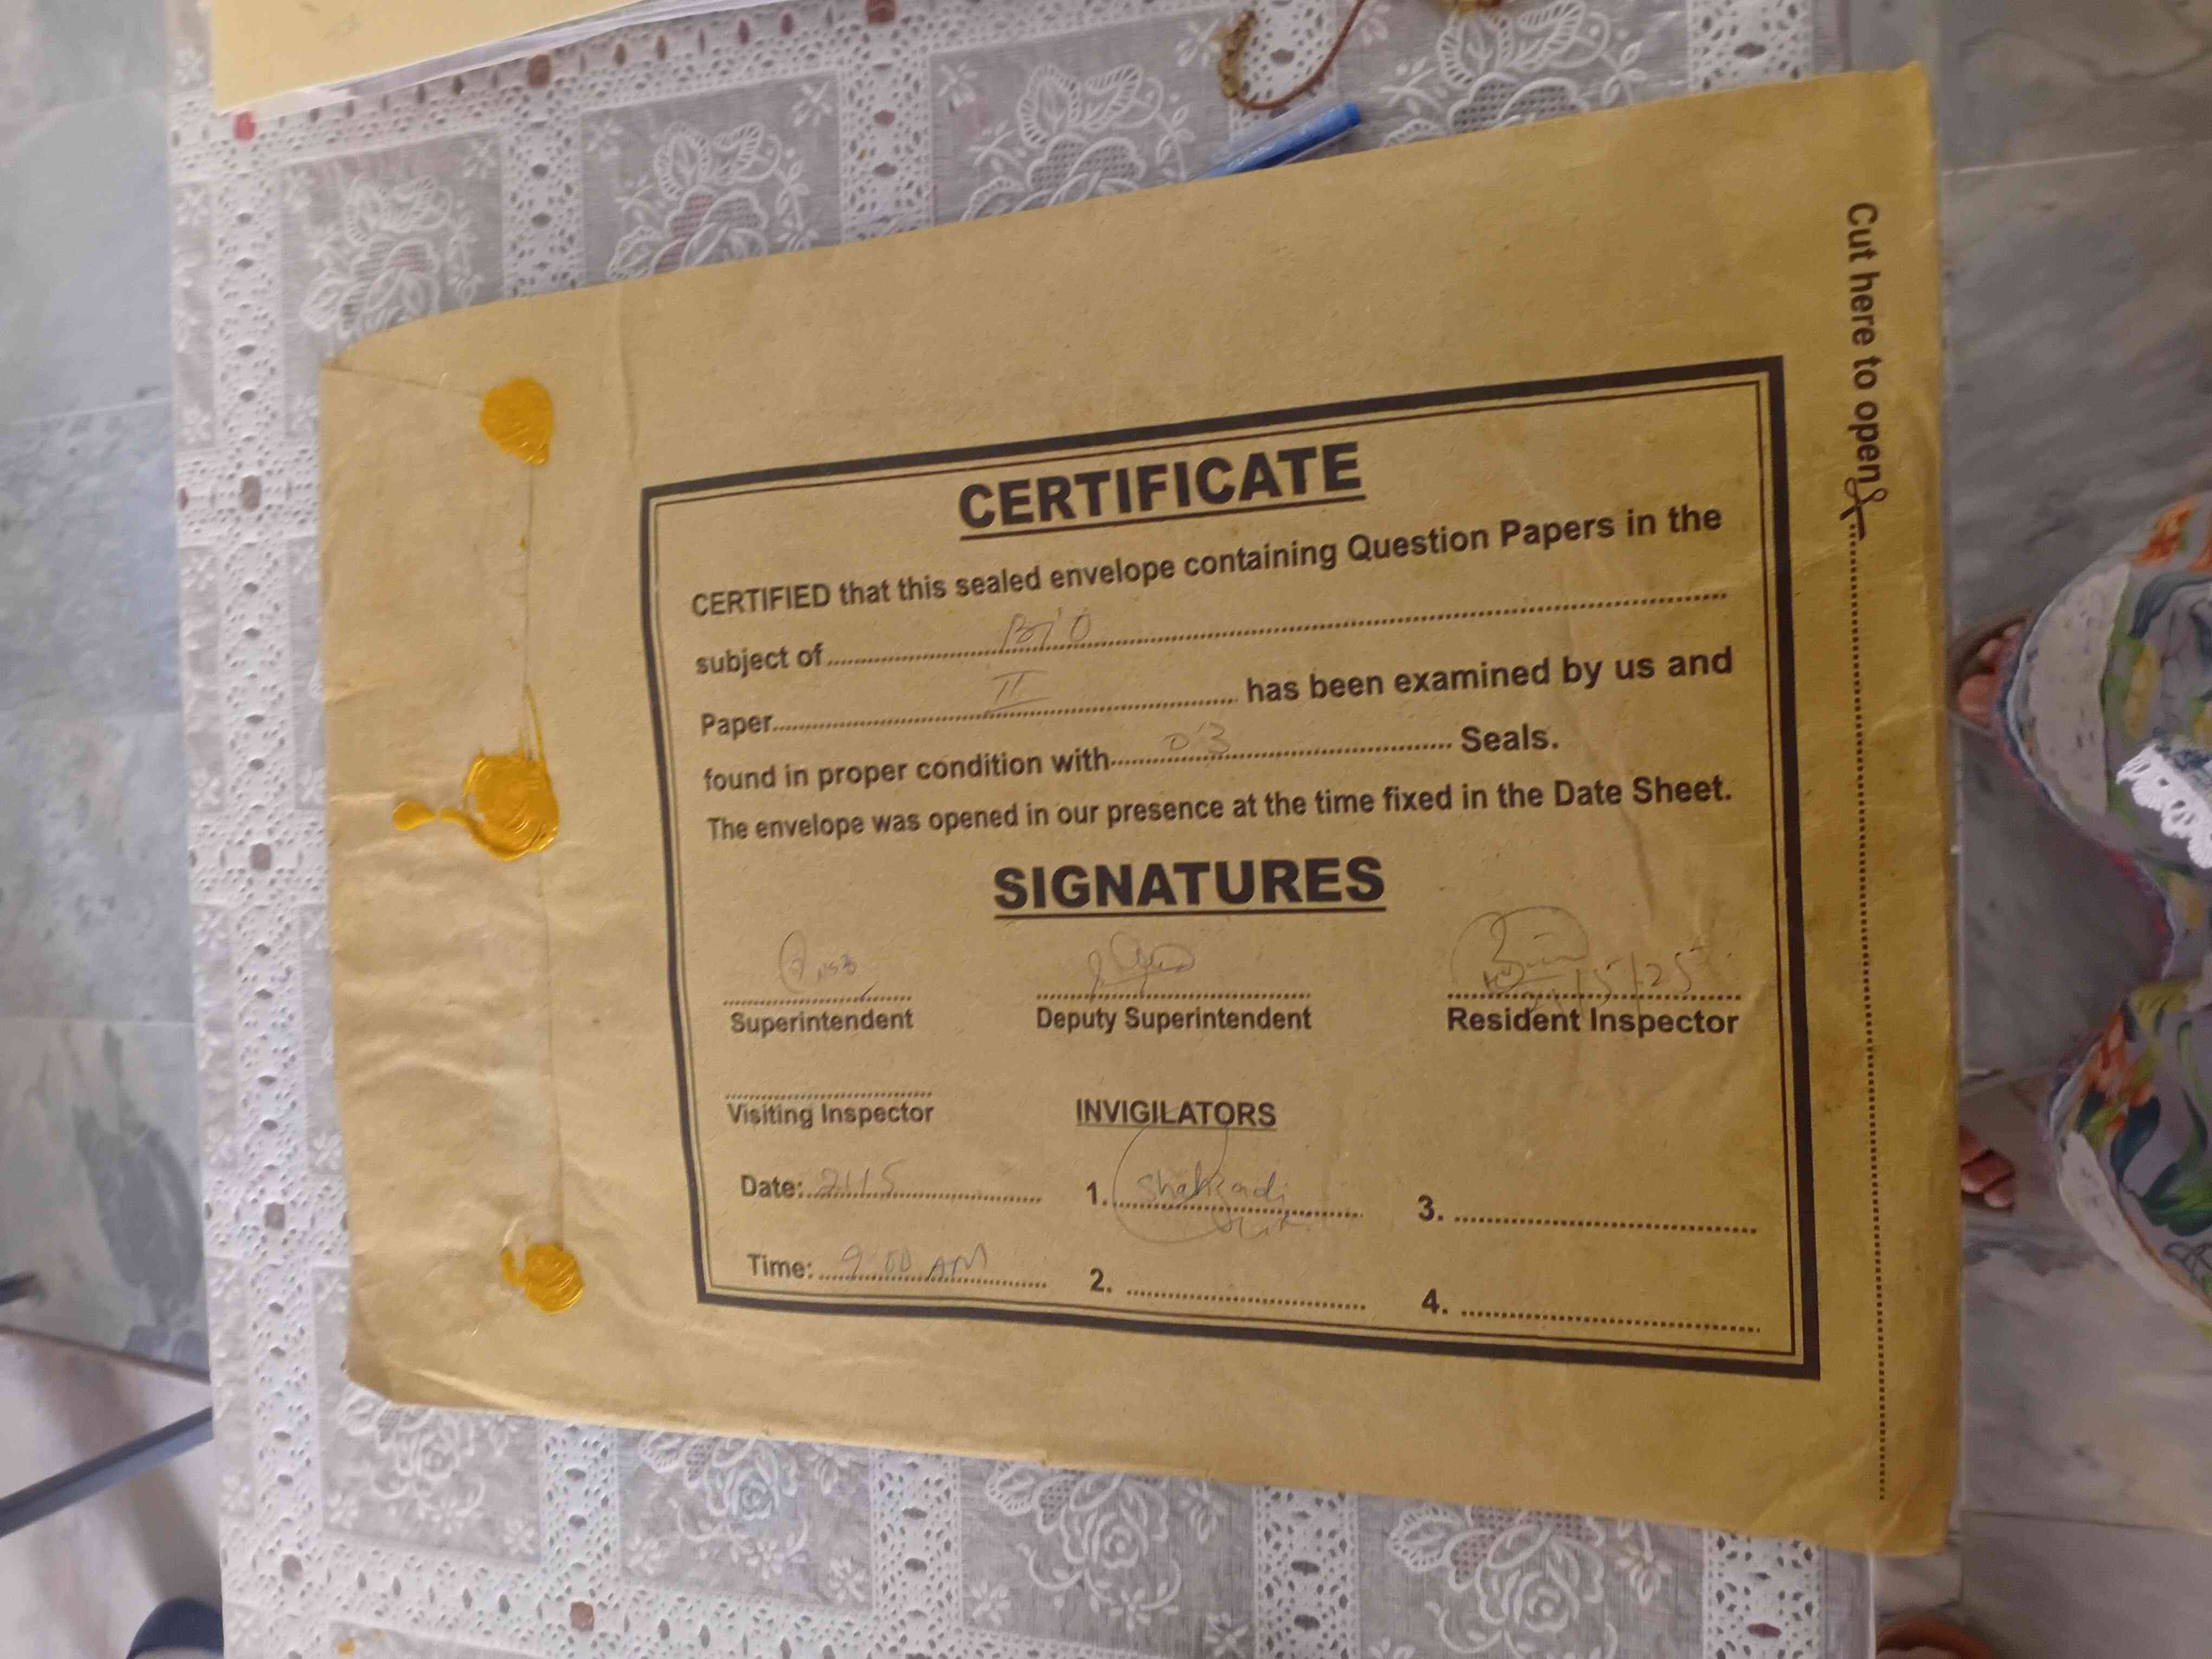 Cut here to open
CERTIFICATE
CERTIFIED that this sealed envelope containing Question Papers in the
subject of Bio
Paper II has been examined by us and
found in proper condition with 03 Seals.
The envelope was opened in our presence at the time fixed in the Date Sheet.
SIGNATURES
21/5/25
Superintendent Deputy Superintendent Resident Inspector
Visiting Inspector INVIGILATORS
Date: 21/5 1. Shahzadi 3.
Time: 9:00 AM 2. 4.